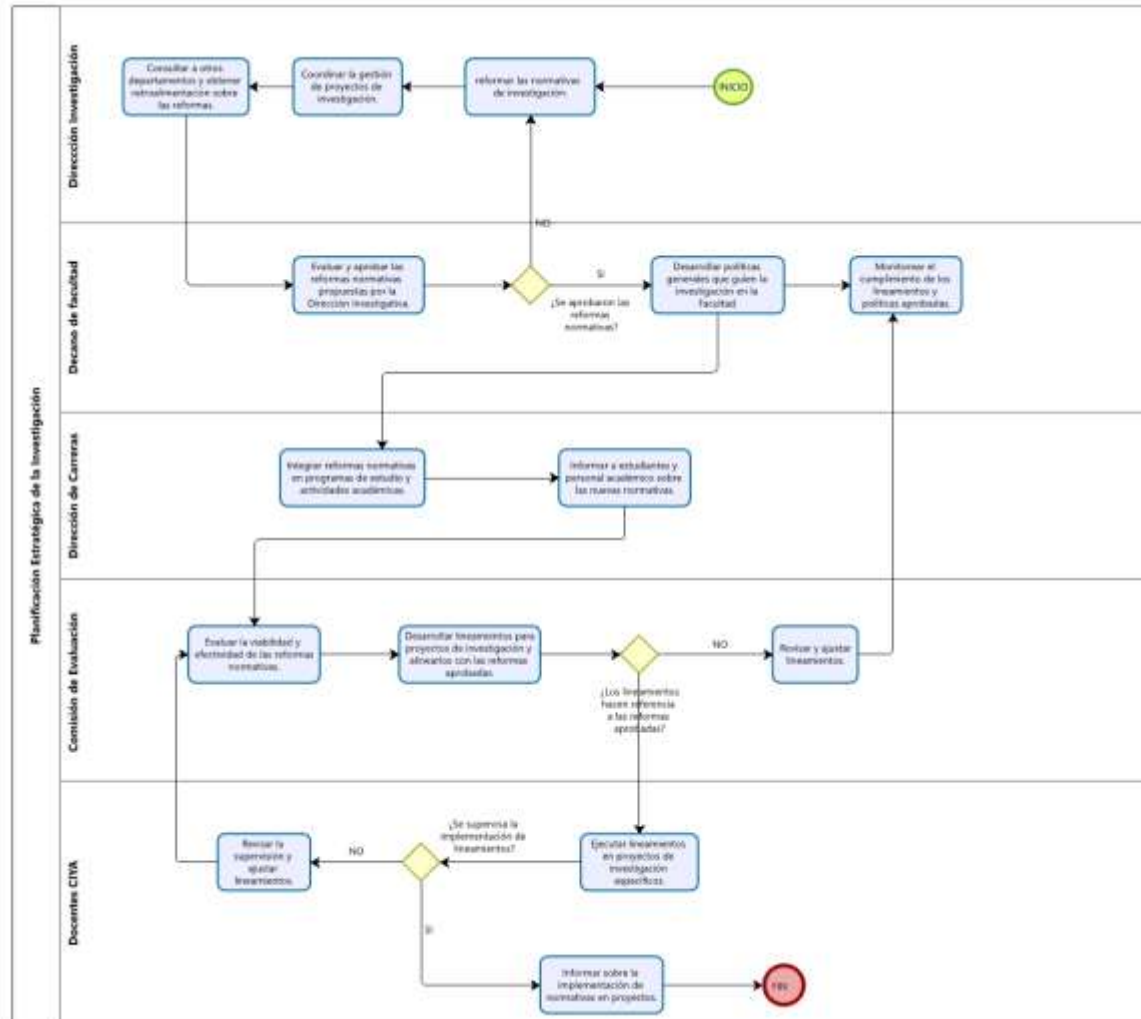 Planificación Estratégica de la Investigación
Direccción Investigación
Consultar a otros
departamentos y obtener
retroalimentación sobre
las reformas.
Coordinar la gestión
de proyectos de
investigación.
reformar las normativas
de investigación.
INICIO
NO
Decano de facultad
Evaluar y aprobar las
reformas normativas
propuestas por la
Dirección Investigativa.
SI
¿Se aprobaron las
reformas
normativas?
Desarrollar políticas
generales que guíen la
investigación en la
facultad
Monitorear el
cumplimiento de los
lineamientos y
políticas aprobadas.
Dirección de Carreras
Integrar reformas normativas
en programas de estudio y
actividades académicas.
Informar a estudiantes y
personal académico sobre
las nuevas normativas.
Comisión de Evaluación
Evaluar la viabilidad y
efectividad de las reformas
normativas.
Desarrollar lineamientos para
proyectos de investigación y
alinearlos con las reformas
aprobadas.
NO
¿Los lineamientos
hacen referencia
a las reformas
aprobadas?
Revisar y ajustar
lineamientos.
Docentes CIYA
Revisar la
supervisión y
ajustar
lineamientos.
NO
¿Se supervisa la
implementación de
lineamientos?
Ejecutar lineamientos
en proyectos de
investigación
específicos.
SI
Informar sobre la
implementación de
normativas en proyectos.
FIN